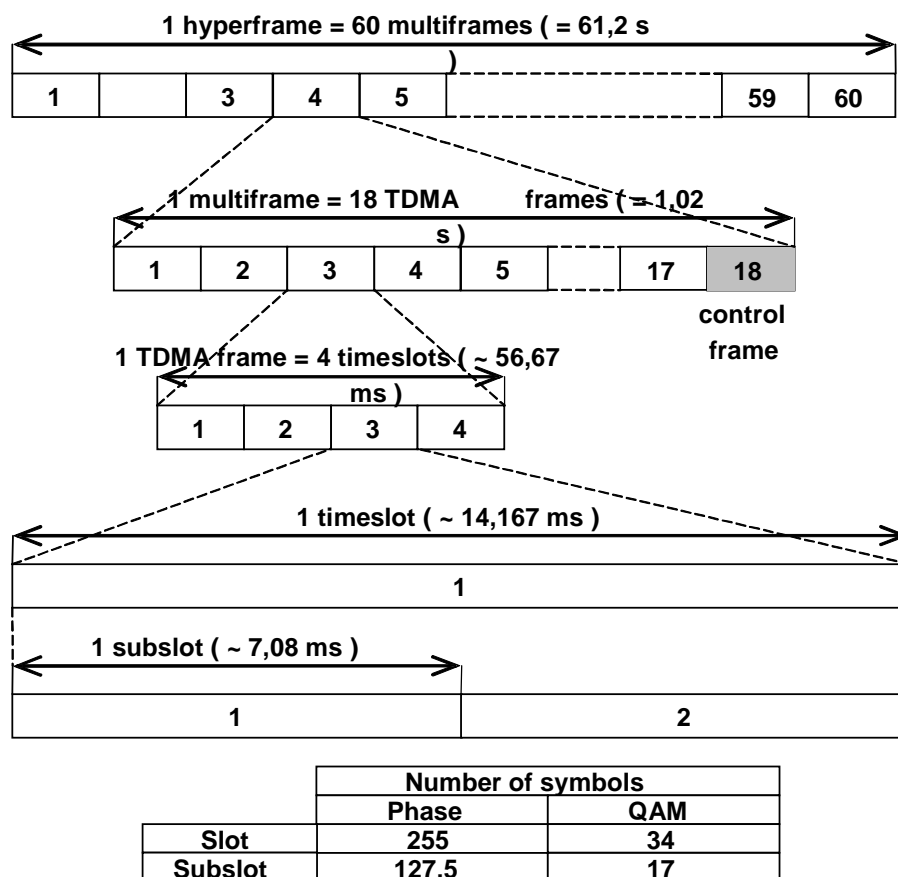 1 hyperframe = 60 multiframes ( = 61,2 s
)
1 3 4 5 59 60
1 multiframe = 18 TDMA frames ( = 1,02
s )
1 2 3 4 5 17 18
control
frame
1 TDMA frame = 4 timeslots ( ~ 56,67
ms )
1 2 3 4
1 timeslot ( ~ 14,167 ms )
1
1 subslot ( ~ 7,08 ms )
1 2
Number of symbols
Phase QAM
Slot 255 34
Subslot 127.5 17